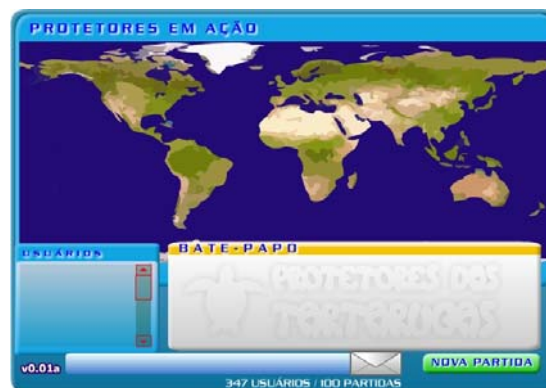 PROTETORES EM AÇÃO
USUÁRIOS
BATE-PAPO
PROTETORES DAS
TARTARUGAS
v0.01a
NOVA PARTIDA
347 USUÁRIOS / 100 PARTIDAS